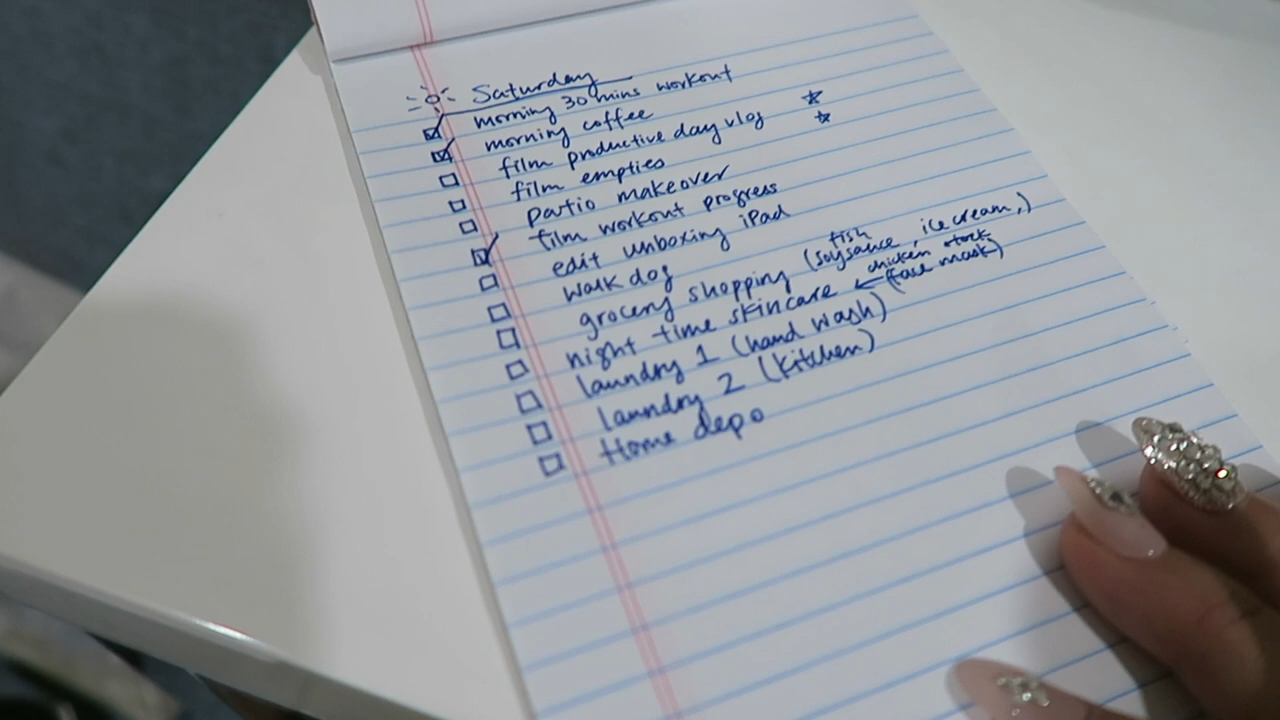 Saturday
morning 30 mins workout
morning coffee
film productive day vlog
film empties
patio makeover
film workout progress
edit unboxing iPad
walk dog
grocery shopping (soy sauce, fish, ice cream,)
chicken stock
night time skincare ← (face mask)
laundry 1 (hand wash)
laundry 2 (kitchen)
Home depo